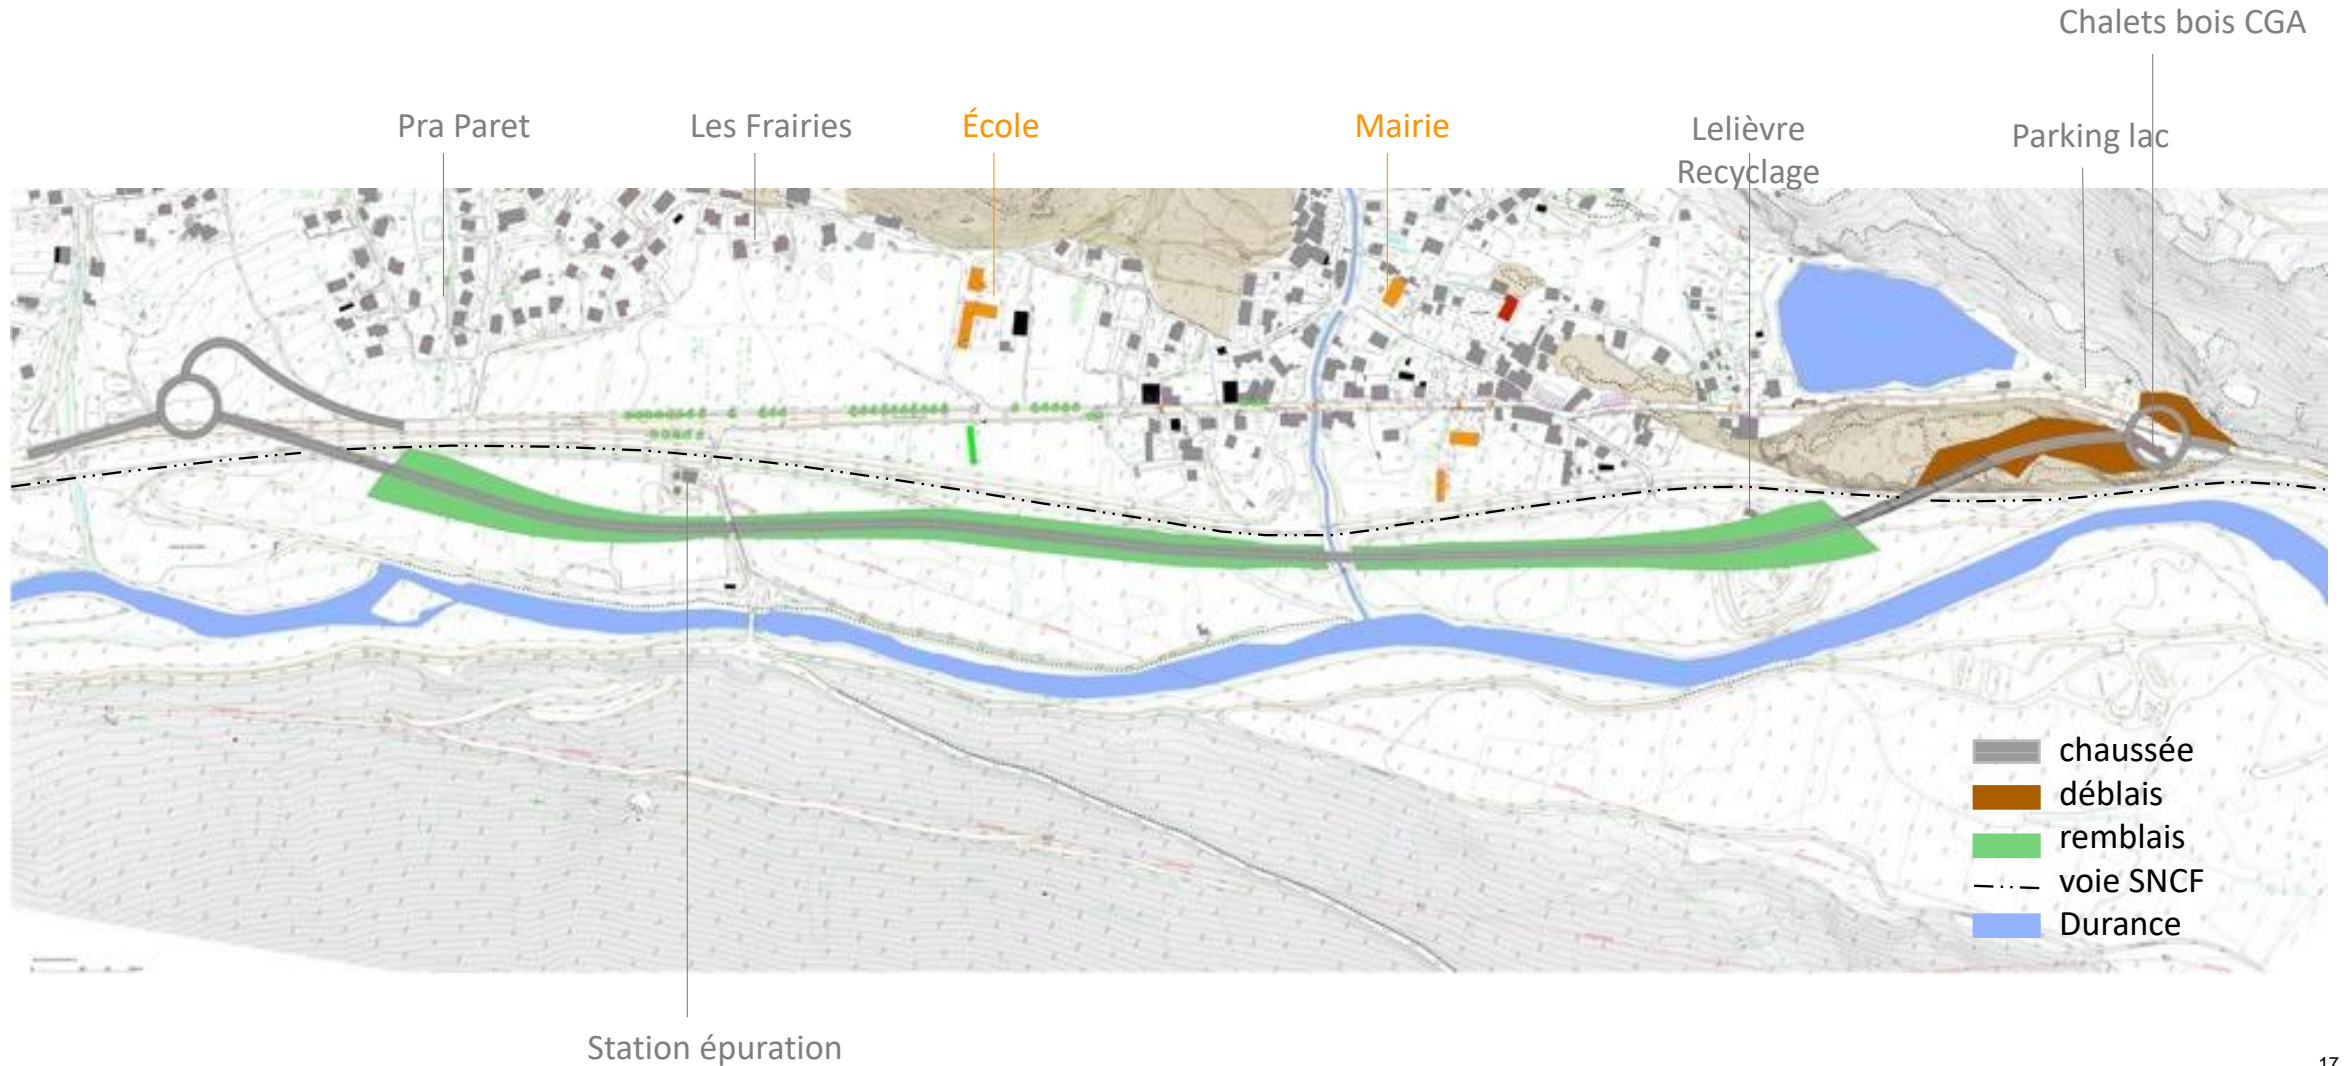 Chalets bois CGA
Pra Paret
Les Frairies
École
Mairie
Lelièvre
Recyclage
Parking lac
chaussée
déblais
remblais
voie SNCF
Durance
Station épuration
17